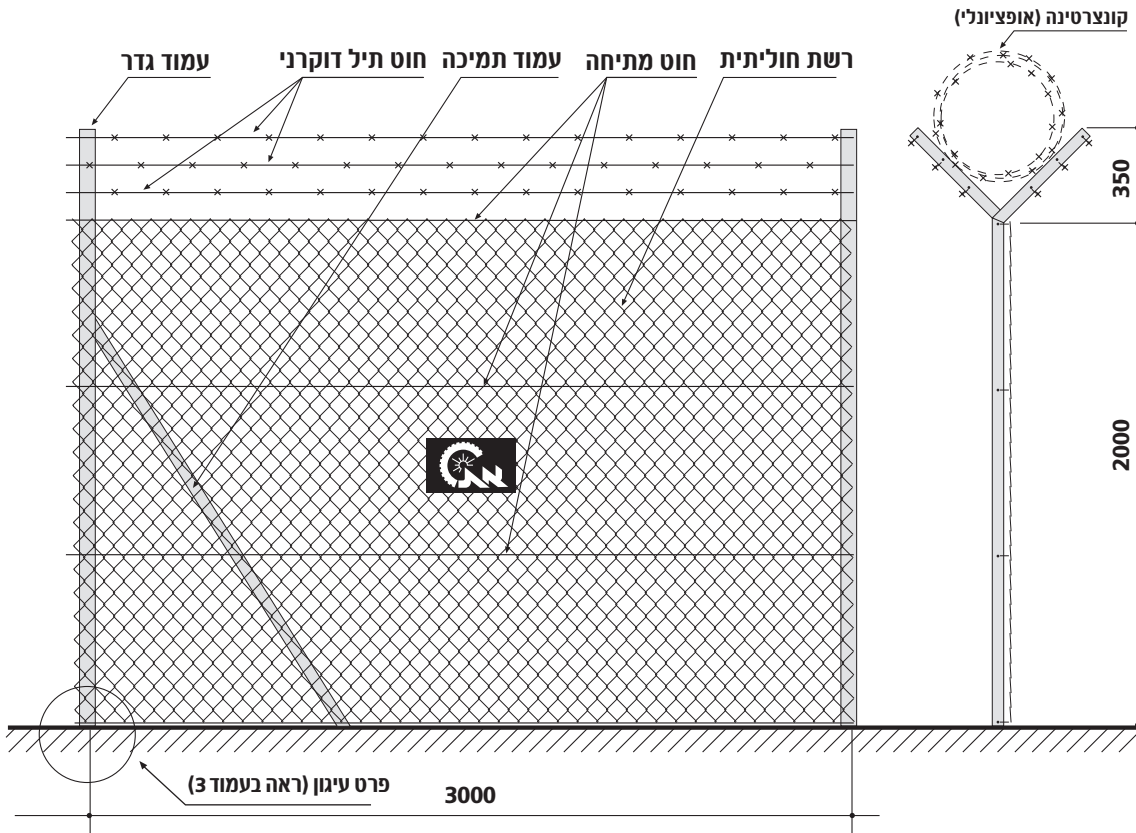 קונצרטינה (אופציונלי)
רשת חוליתית
חוט מתיחה
עמוד תמיכה
חוט תיל דוקרני
עמוד גדר
350
2000
פרט עיגון (ראה בעמוד 3)
3000